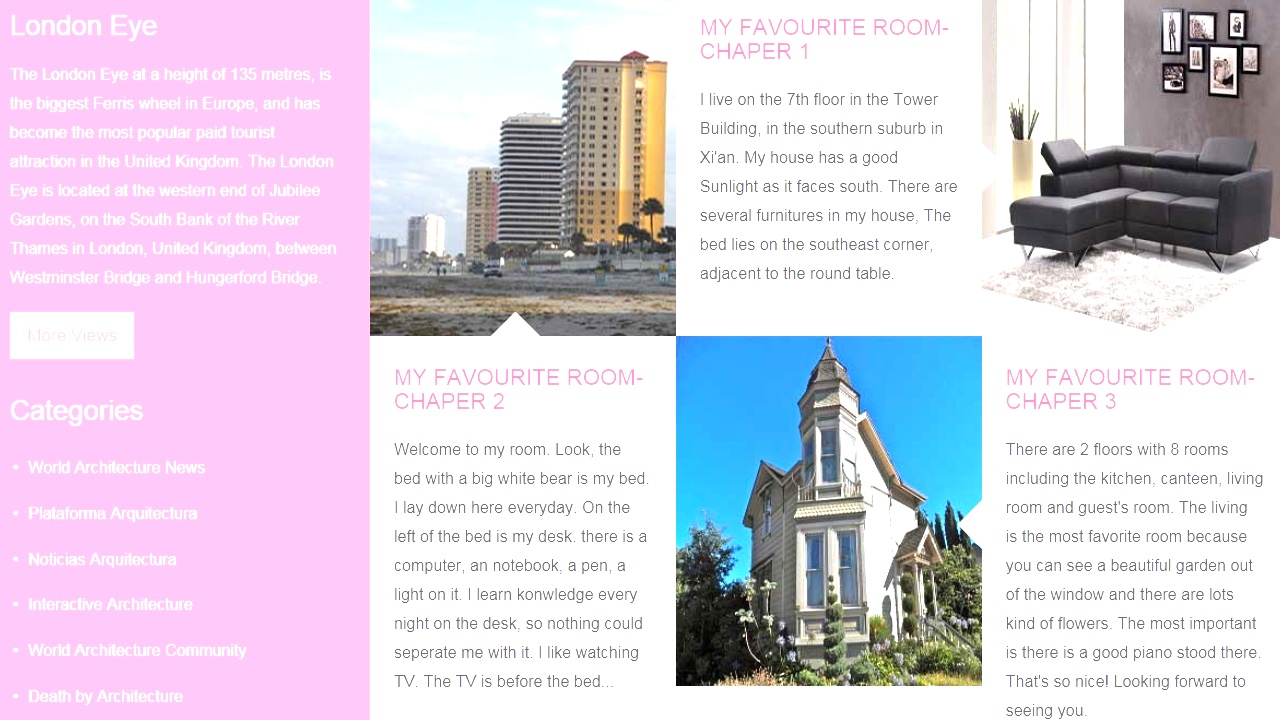 London Eye
The London Eye at a height of 135 metres, is
the biggest Ferris wheel in Europe, and has
become the most popular paid tourist
attraction in the United Kingdom. The London
Eye is located at the western end of Jubilee
Gardens, on the South Bank of the River
Thames in London, United Kingdom, between
Westminster Bridge and Hungerford Bridge.
More Views
Categories
• World Architecture News
• Plataforma Arquitectura
• Noticias Arquitectura
• Interactive Architecture
• World Architecture Community
• Death by Architecture
MY FAVOURITE ROOM-
CHAPER 1
I live on the 7th floor in the Tower
Building, in the southern suburb in
Xi'an. My house has a good
Sunlight as it faces south. There are
several furnitures in my house, The
bed lies on the southeast corner,
adjacent to the round table.
MY FAVOURITE ROOM-
CHAPER 2
Welcome to my room. Look, the
bed with a big white bear is my bed.
I lay down here everyday. On the
left of the bed is my desk. there is a
computer, an notebook, a pen, a
light on it. I learn konwledge every
night on the desk, so nothing could
seperate me with it. I like watching
TV. The TV is before the bed...
MY FAVOURITE ROOM-
CHAPER 3
There are 2 floors with 8 rooms
including the kitchen, canteen, living
room and guest's room. The living
is the most favorite room because
you can see a beautiful garden out
of the window and there are lots
kind of flowers. The most important
is there is a good piano stood there.
That's so nice! Looking forward to
seeing you.